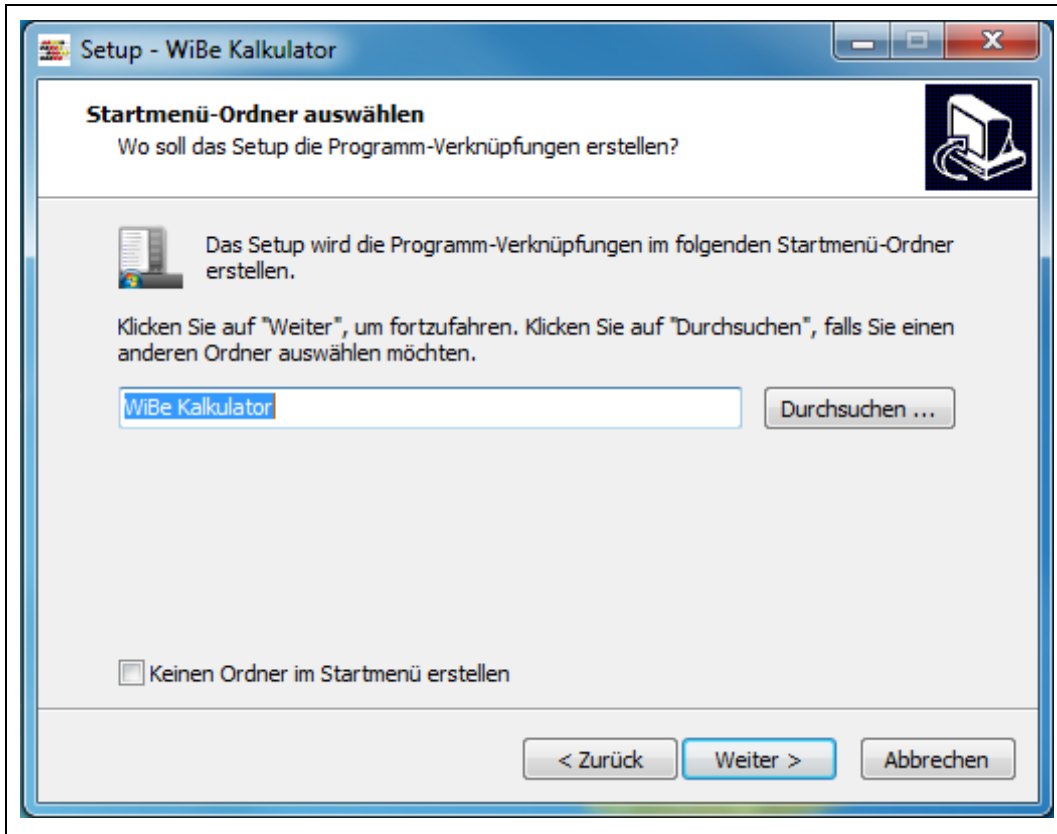 Setup - WiBe Kalkulator
Startmenü-Ordner auswählen
Wo soll das Setup die Programm-Verknüpfungen erstellen?
Das Setup wird die Programm-Verknüpfungen im folgenden Startmenü-Ordner
erstellen.
Klicken Sie auf "Weiter", um fortzufahren. Klicken Sie auf "Durchsuchen", falls Sie einen
anderen Ordner auswählen möchten.
WiBe Kalkulator
Durchsuchen ...
Keinen Ordner im Startmenü erstellen
< Zurück
Weiter >
Abbrechen